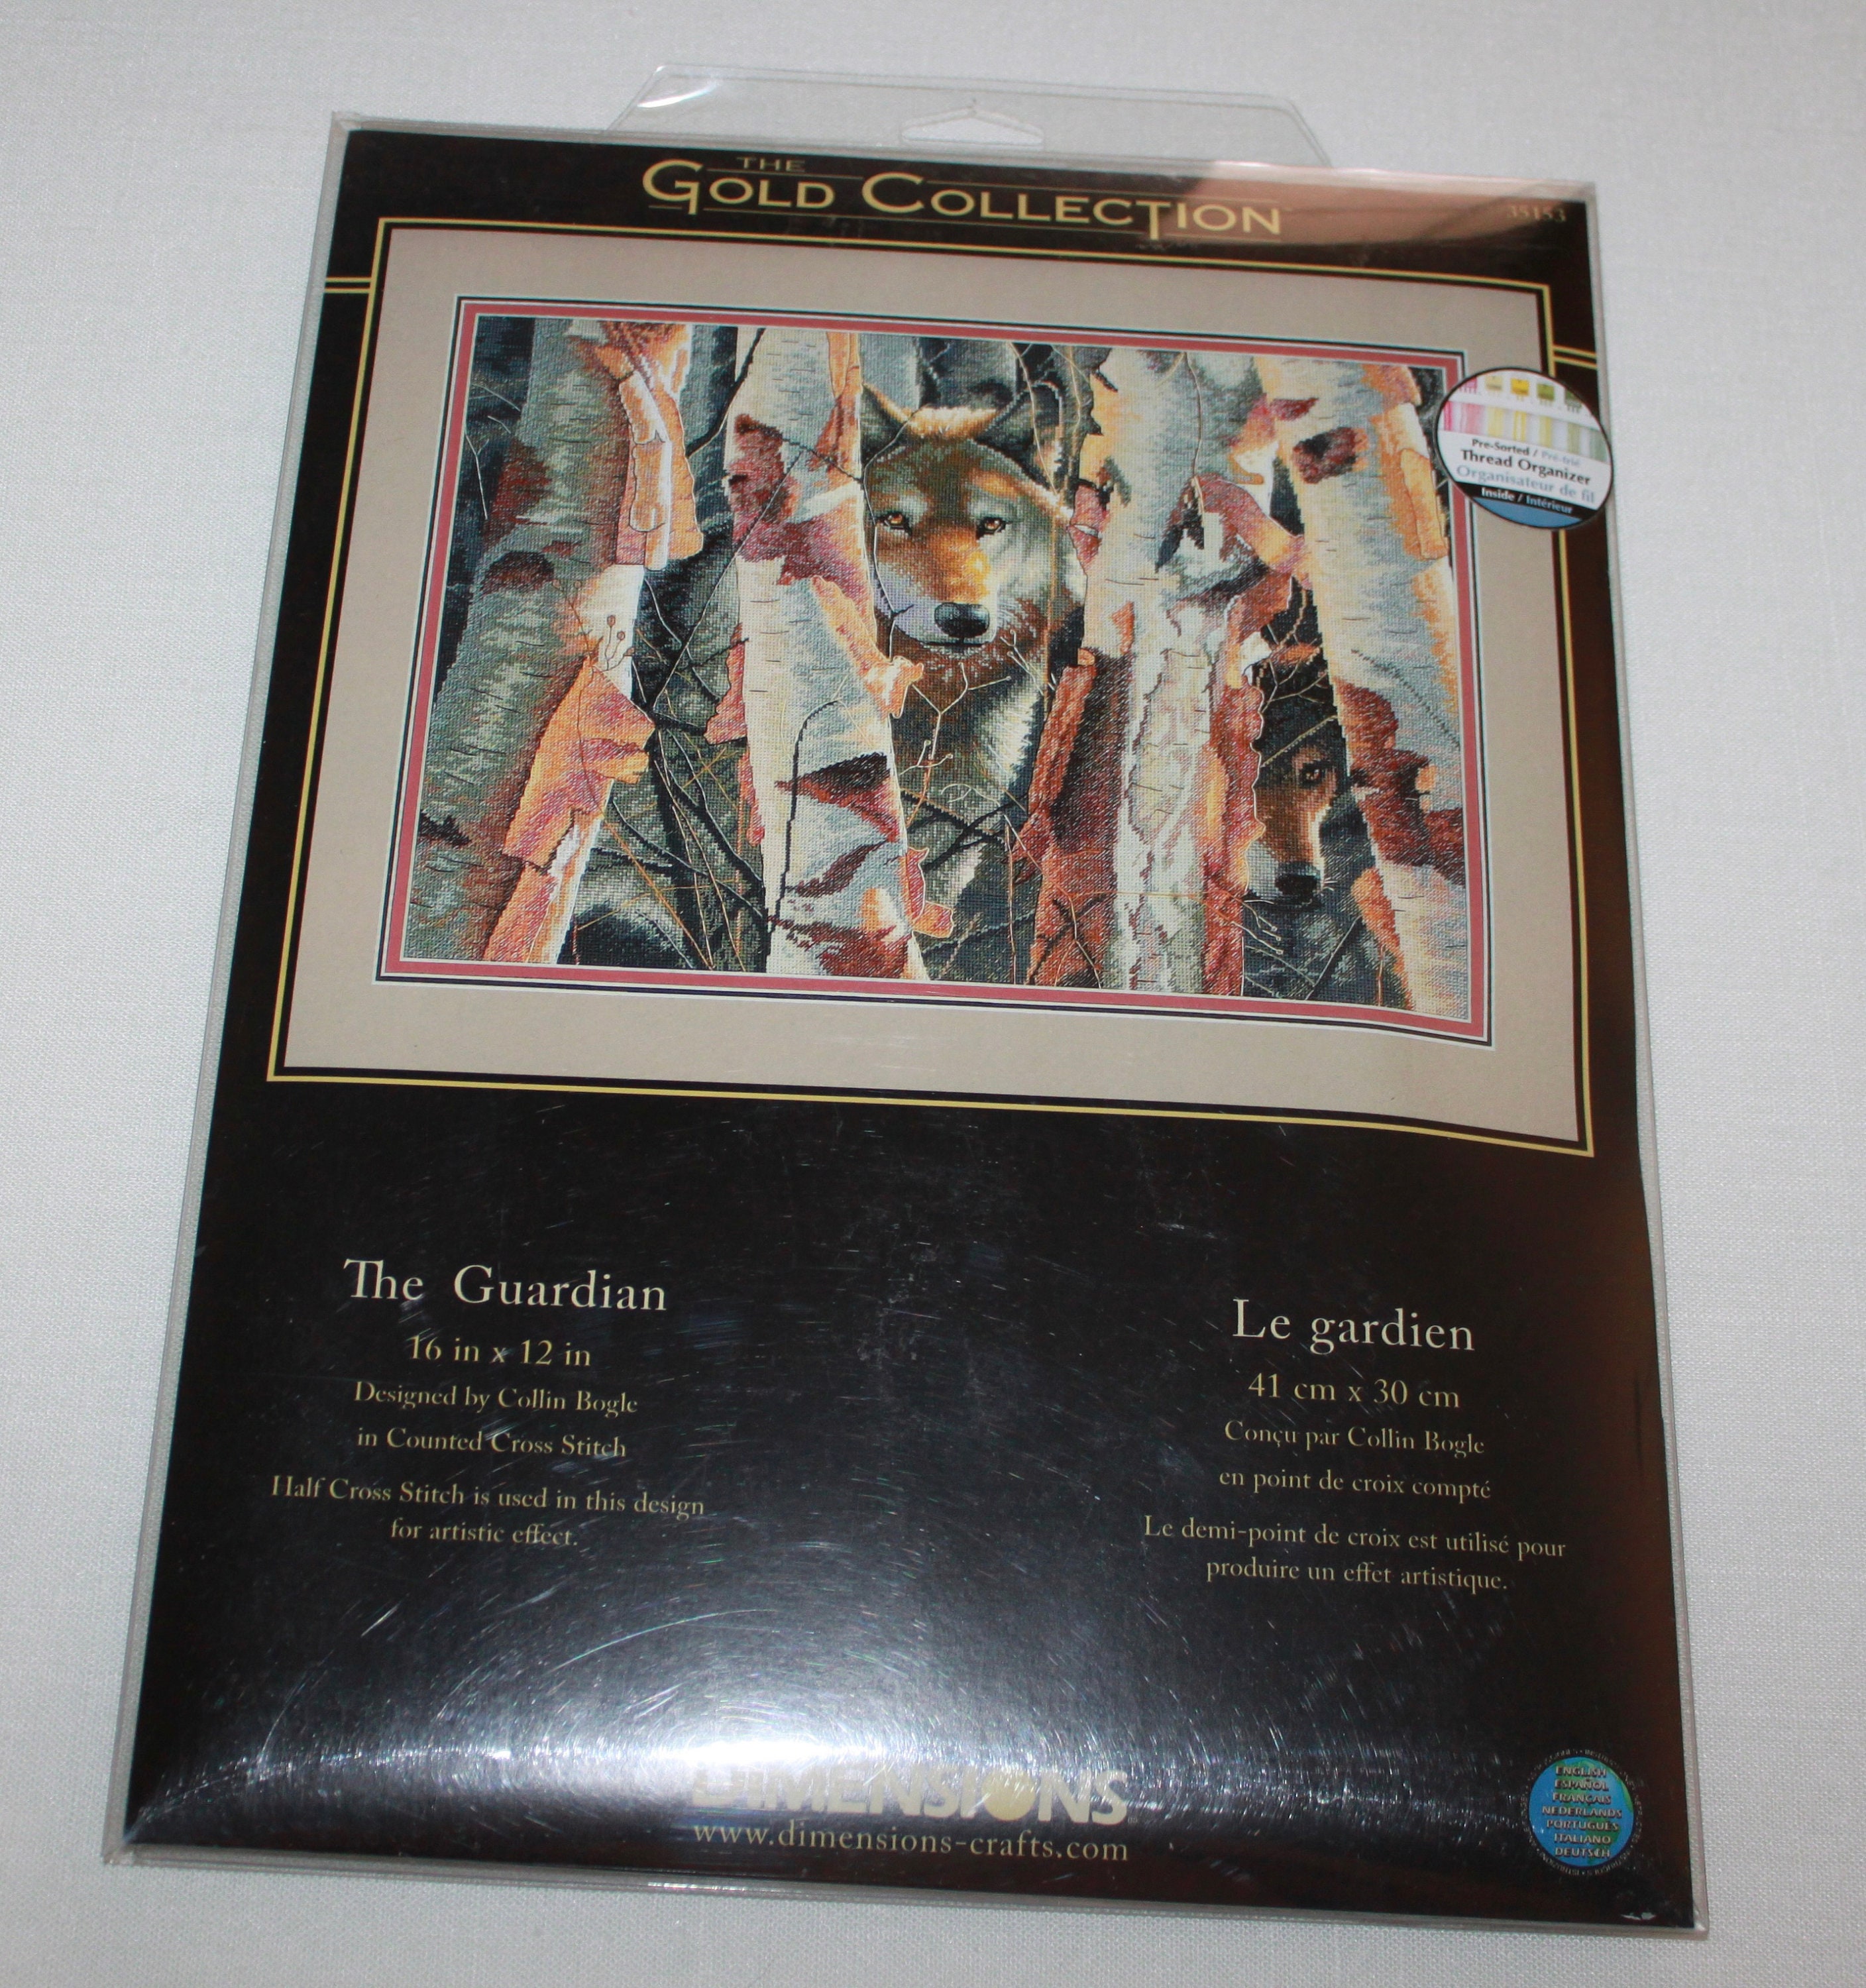 THE
GOLD COLLECTION
35153
Pre-Sorted / Pré-trié
Thread Organizer
Organisateur de fil
Inside / Intérieur
The Guardian
16 in x 12 in
Designed by Collin Bogle
in Counted Cross Stitch
Half Cross Stitch is used in this design
for artistic effect.
Le gardien
41 cm x 30 cm
Conçu par Collin Bogle
en point de croix compté
Le demi-point de croix est utilisé pour
produire un effet artistique.
DIMENSIONS
www.dimensions-crafts.com
ENGLISH
ESPAÑOL
FRANÇAIS
NEDERLANDS
PORTUGUÊS
ITALIANO
DEUTSCH